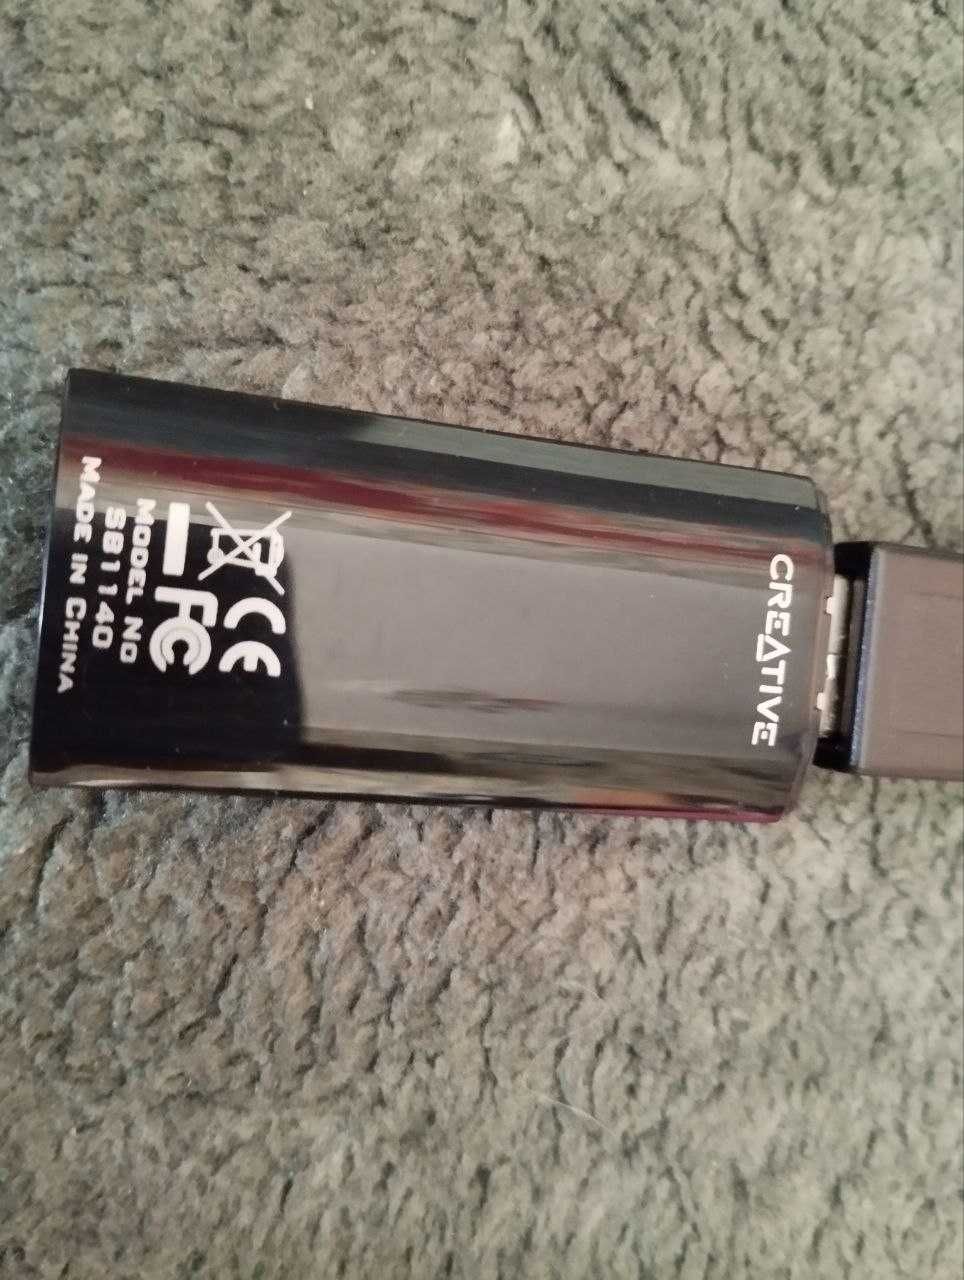 CREATIVE
CE
FC
MODEL NO
SB1140
MADE IN CHINA